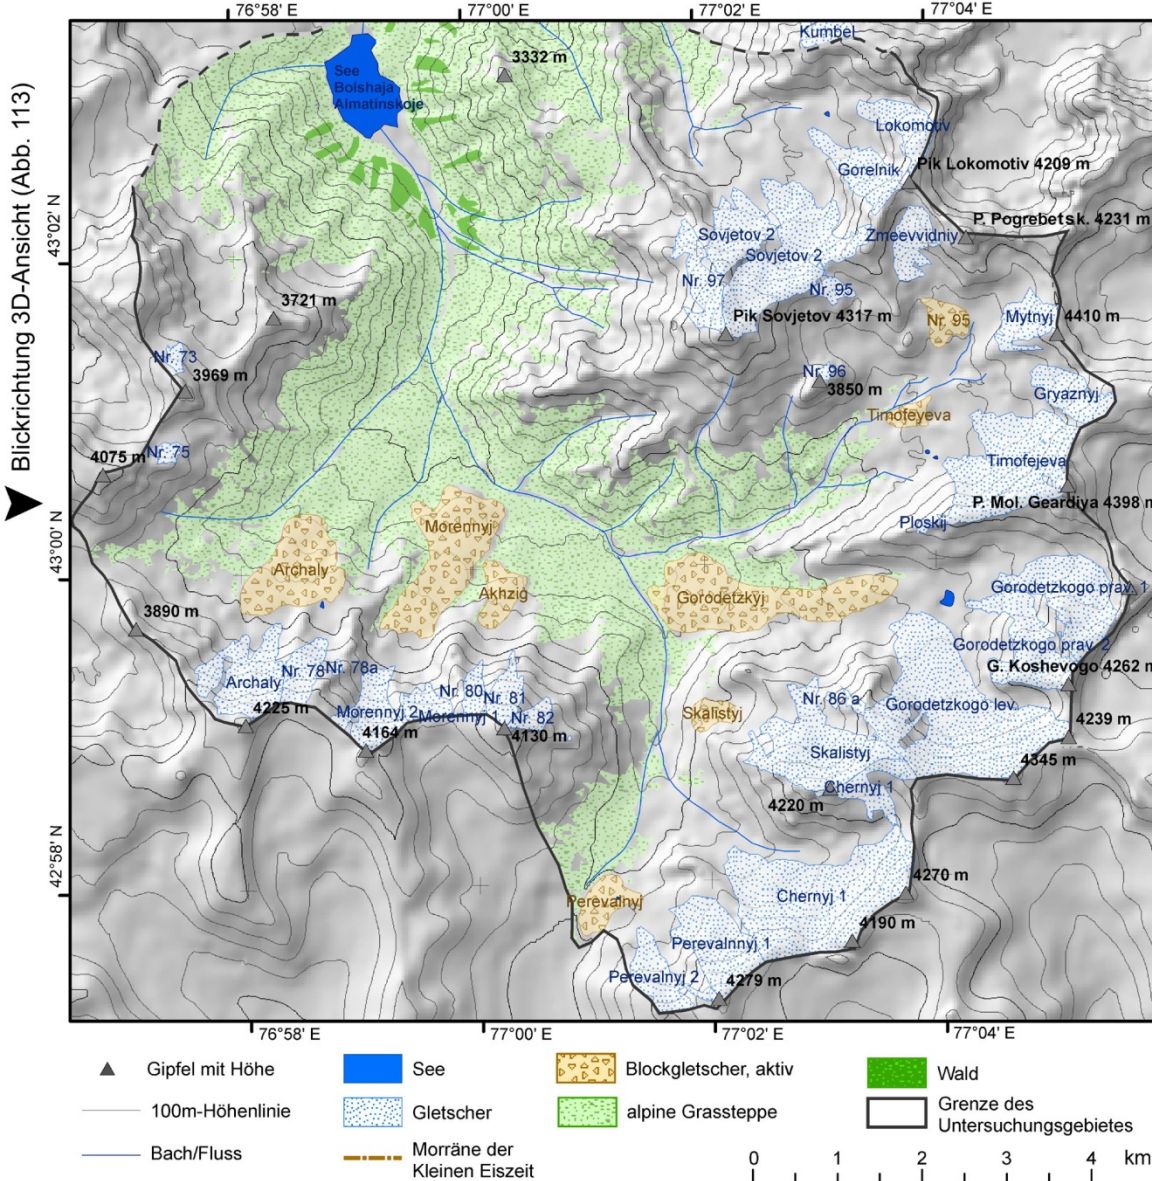 76°58' E
77°00' E
77°02' E
77°04' E
Kumbel
3332 m
See
Bolshaja
Almatinskoje
Lokomotiv
Gorelnik
Pik Lokomotiv 4209 m
P. Pogrebetsk. 4231 m
Zmeevvidniy
Sovjetov 2
Sovjetov 2
Nr. 97
Nr. 95
Pik Sovjetov 4317 m
Nr. 95
Mytnyj
4410 m
3721 m
Nr. 73
3969 m
Nr. 96
3850 m
Gryaznyj
Timofeyeva
4075 m
Nr. 75
Timofejeva
P. Mol. Geardiya 4398 m
Ploskij
Morennyj
Archaly
Akhzig
Gorodetzkyj
Gorodetzkogo prav. 1
3890 m
Gorodetzkogo prav. 2
G. Koshevogo 4262 m
Archaly
Nr. 78
Nr. 78a
Nr. 80
Nr. 81
Nr. 82
Morennyj 2
Morennyj
4225 m
4164 m
4130 m
Skalistyj
Nr. 86 a
Gorodetzkogo lev.
4239 m
Skalistyj
4345 m
Chernyj 1
4220 m
4270 m
Chernyj 1
Perevalnyj
4190 m
Perevalnnyj 1
Perevalnyj 2
4279 m
43°02' N
43°00' N
42°58' N
Blickrichtung 3D-Ansicht (Abb. 113)
76°58' E
77°00' E
77°02' E
77°04' E
Gipfel mit Höhe
See
Blockgletscher, aktiv
Wald
100m-Höhenlinie
Gletscher
alpine Grassteppe
Grenze des
Untersuchungsgebietes
Bach/Fluss
Morräne der
Kleinen Eiszeit
0 1 2 3 4 km